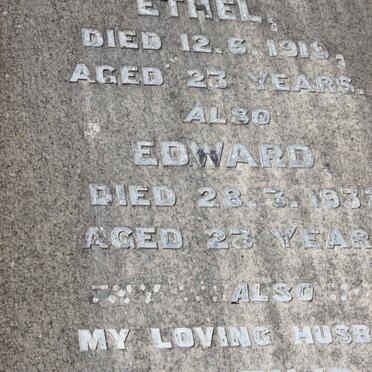 ETHEL,
DIED 12.6.1919,
AGED 23 YEARS.
ALSO
EDWARD,
DIED 28.3.1937
AGED 23 YEAR
ALSO
MY LOVING HUSB